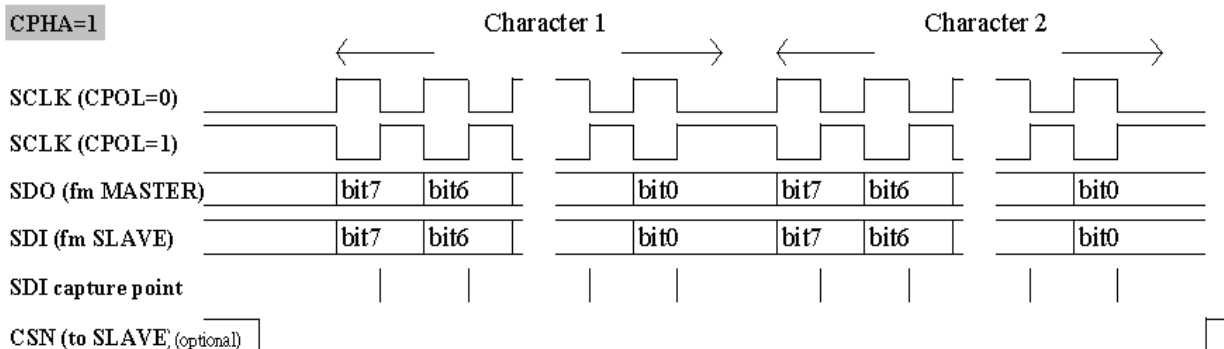 CPHA=1
Character 1
Character 2
SCLK (CPOL=0)
SCLK (CPOL=1)
SDO (fm MASTER) bit7 bit6 bit0 bit7 bit6 bit0
SDI (fm SLAVE) bit7 bit6 bit0 bit7 bit6 bit0
SDI capture point
CSN (to SLAVE) (optional)